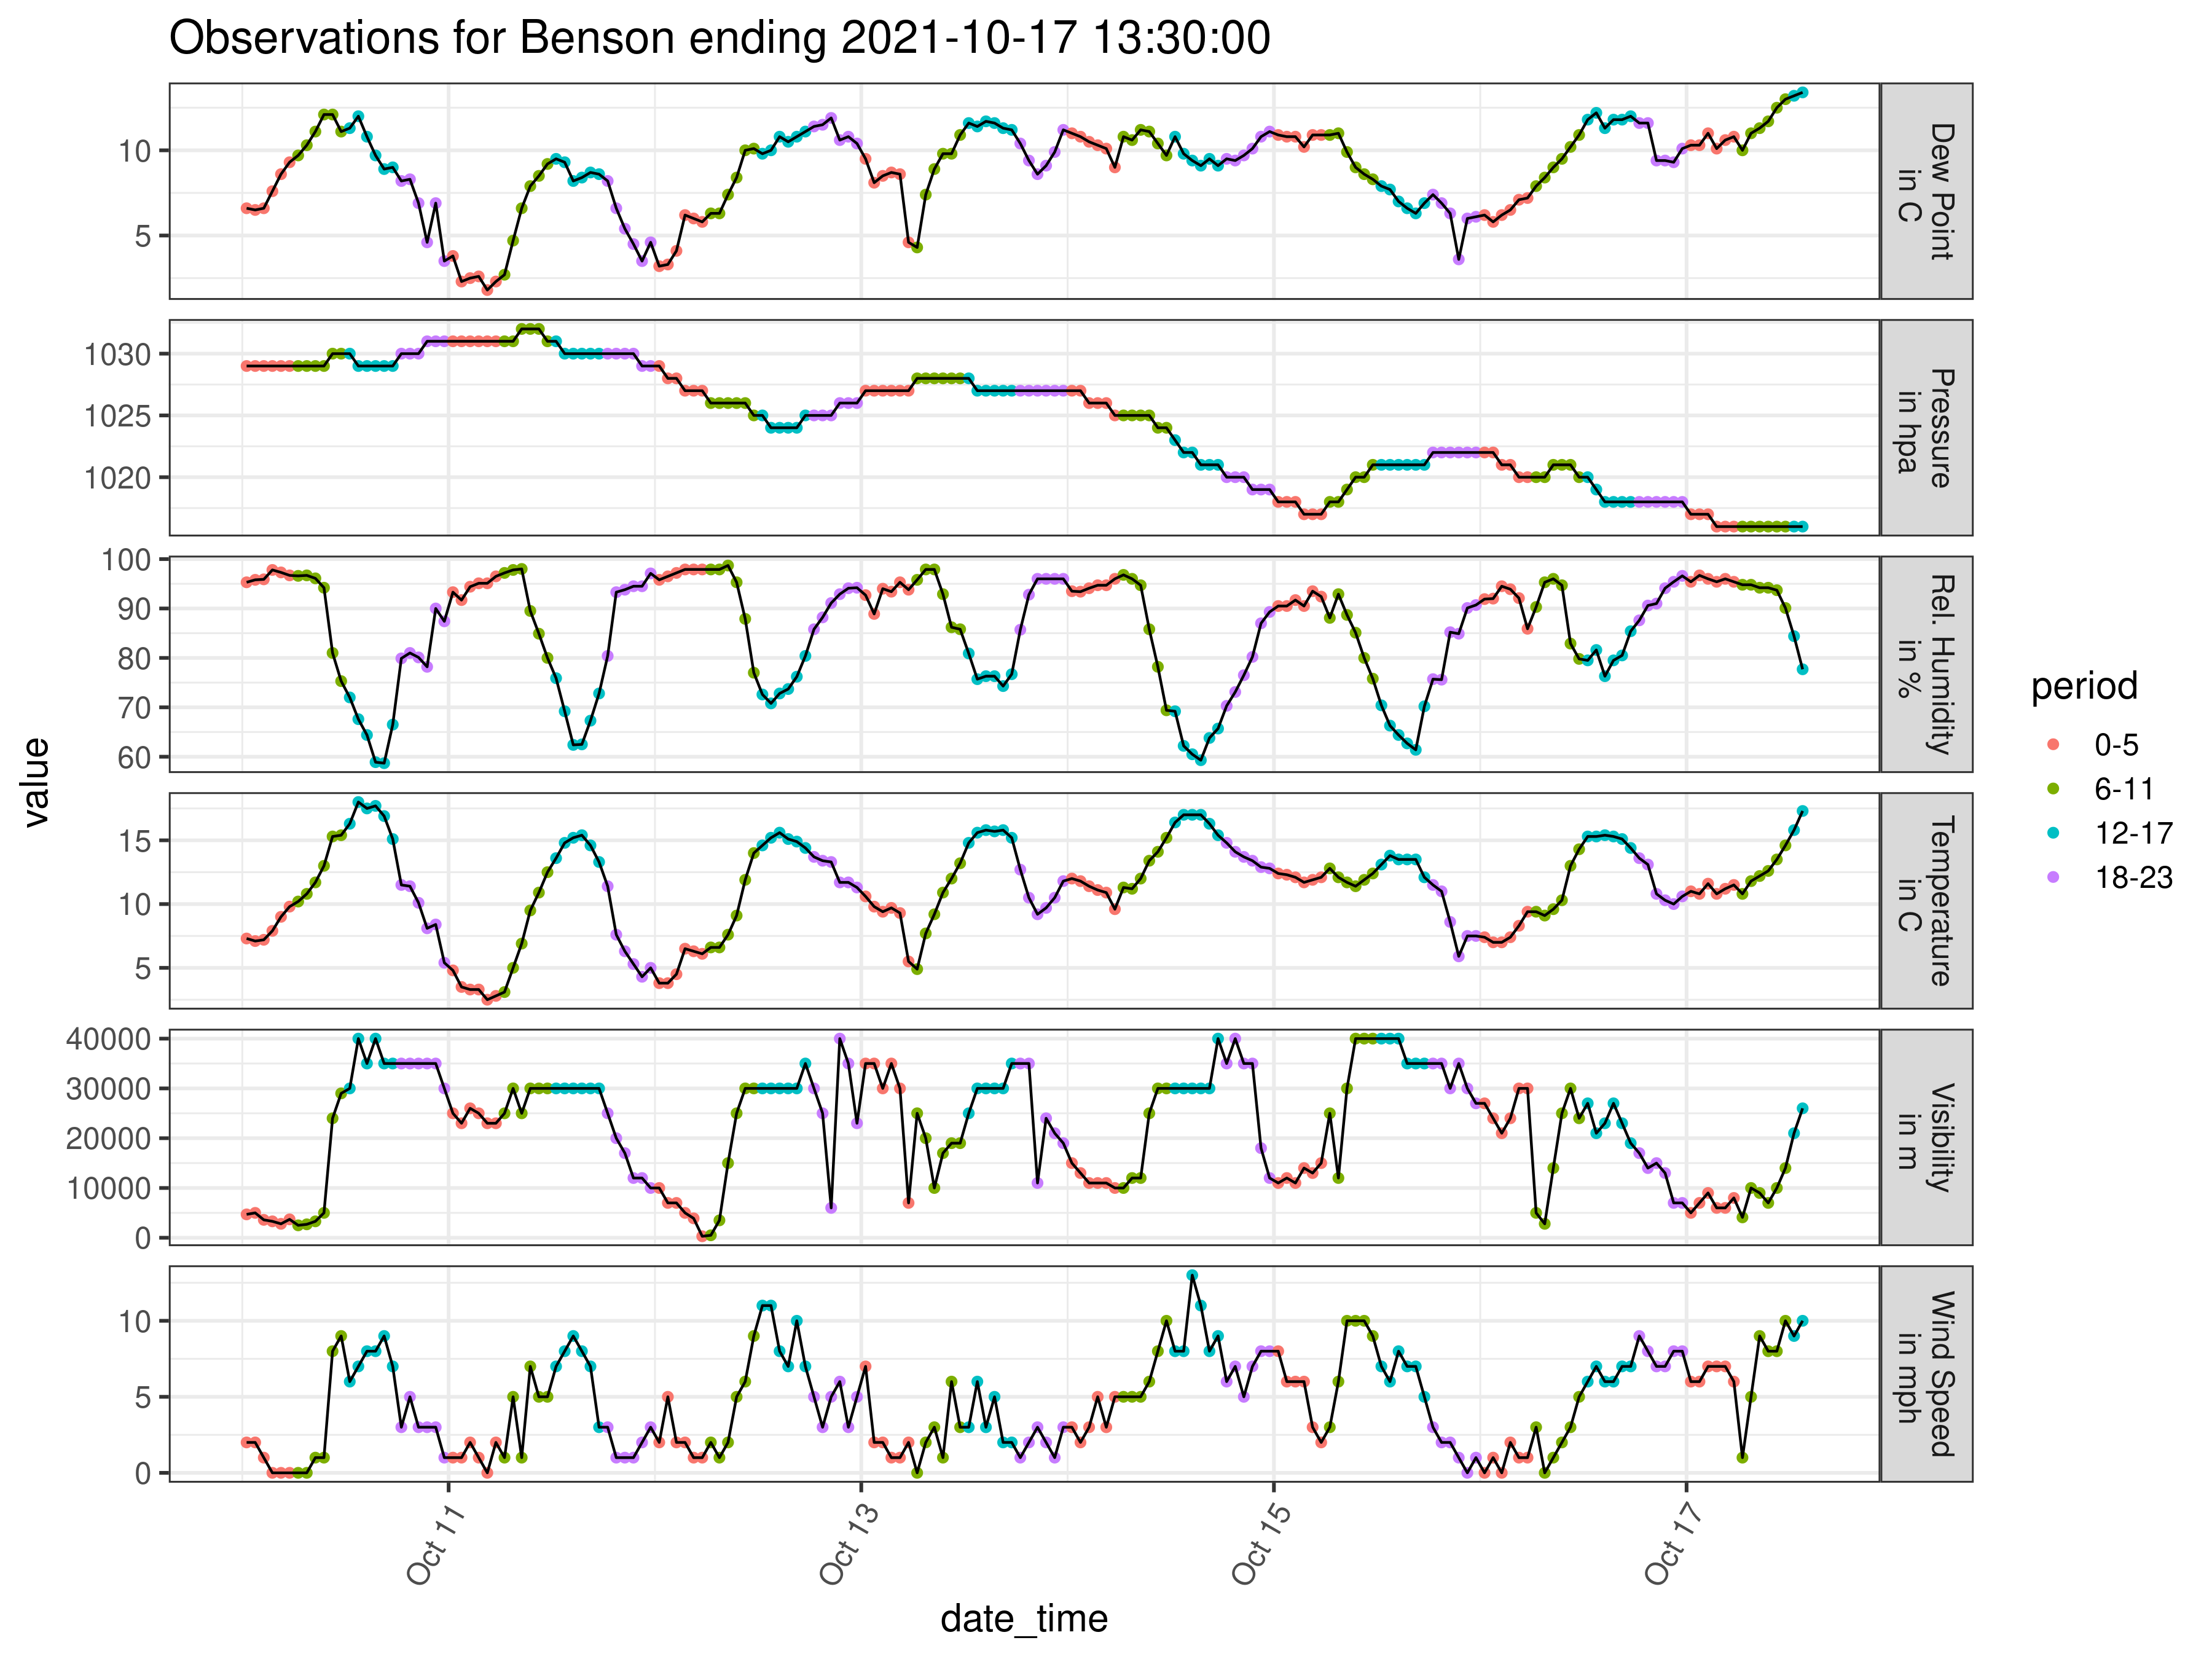 Observations for Benson ending 2021-10-17 13:30:00
value
10
5
Dew Point
in C
1030
1025
1020
Pressure
in hpa
100
90
80
70
60
Rel. Humidity
in %
15
10
5
Temperature
in C
40000
30000
20000
10000
0
Visibility
in m
10
5
0
Wind Speed
in mph
Oct 11
Oct 13
Oct 15
Oct 17
date_time
period
0-5
6-11
12-17
18-23